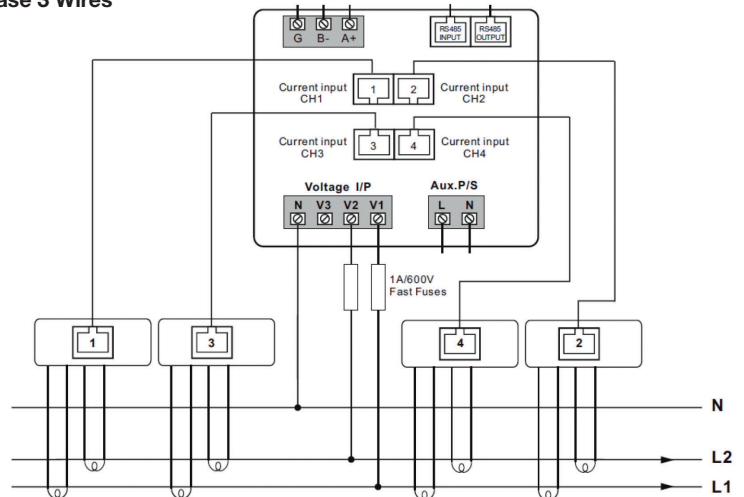 ase 3 Wires
G B- A+
RS485 INPUT
RS485 OUTPUT
Current input CH1
1
2
Current input CH2
Current input CH3
3
4
Current input CH4
Voltage I/P
Aux.P/S
N V3 V2 V1
L N
1A/600V
Fast Fuses
1
3
4
2
N
L2
L1